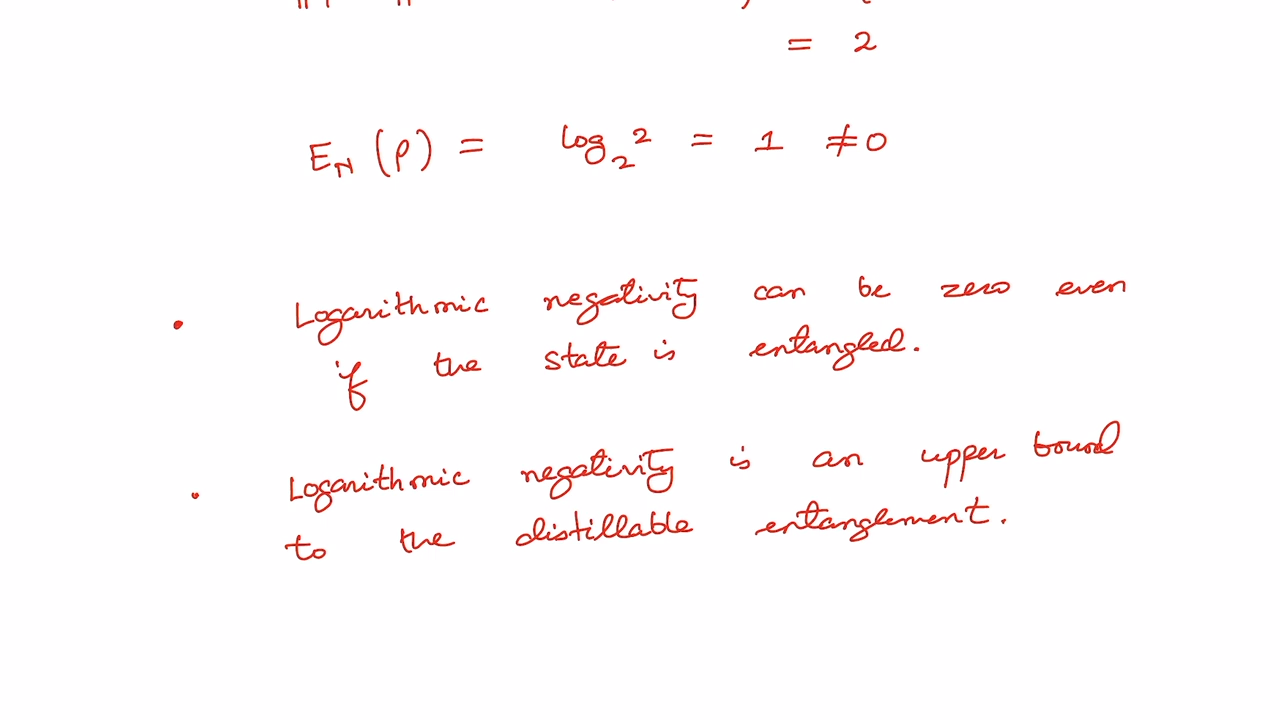 = 2
E_N (ρ) = log_2 2 = 1 ≠ 0
• Logarithmic negativity can be zero even
if the state is entangled.
• Logarithmic negativity is an upper bound
to the distillable entanglement.